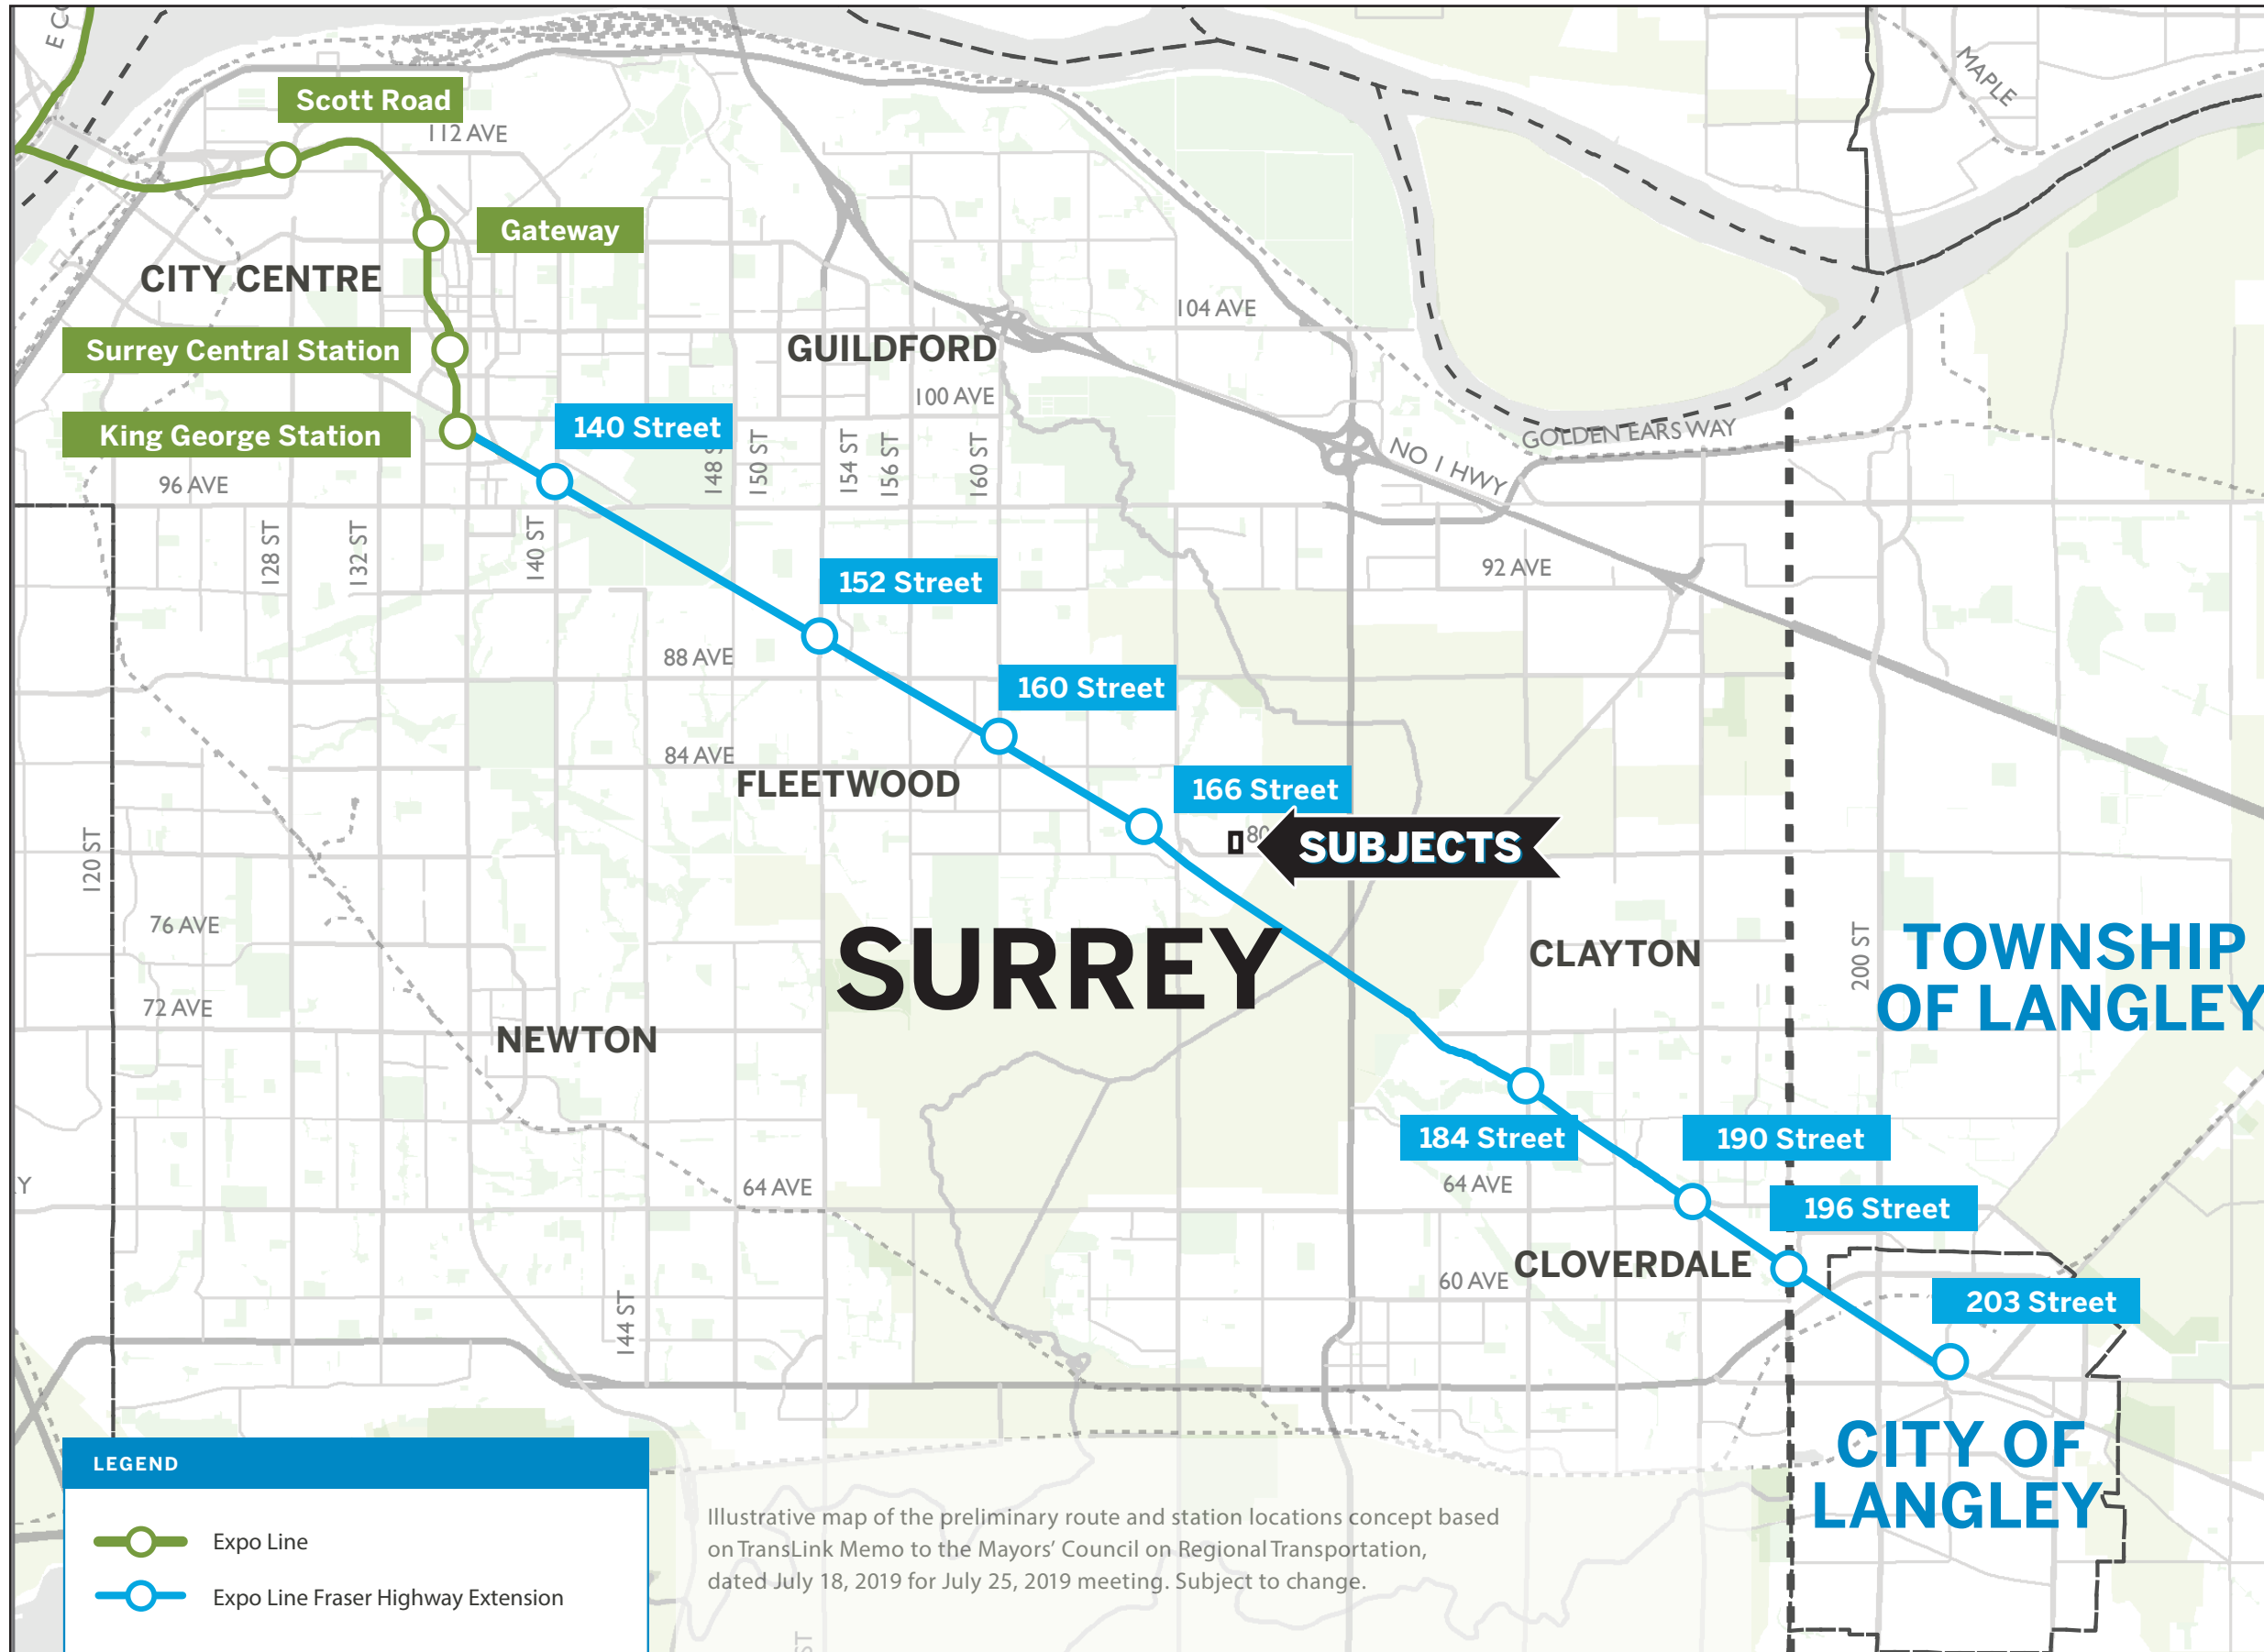 E CO
MAPLE
Scott Road
112 AVE
Gateway
CITY CENTRE
104 AVE
Surrey Central Station
GUILDFORD
100 AVE
140 Street
King George Station
GOLDEN EARS WAY
NO 1 HWY
148 S
150 ST
154 ST
156 ST
160 ST
96 AVE
128 ST
132 ST
140 ST
92 AVE
152 Street
88 AVE
160 Street
84 AVE
FLEETWOOD
166 Street
80
SUBJECTS
120 ST
76 AVE
SURREY
CLAYTON
200 ST
TOWNSHIP
OF LANGLEY
72 AVE
NEWTON
184 Street
190 Street
Y
64 AVE
64 AVE
196 Street
CLOVERDALE
60 AVE
203 Street
144 ST
CITY OF
LANGLEY
LEGEND
Expo Line
Expo Line Fraser Highway Extension
Illustrative map of the preliminary route and station locations concept based
on TransLink Memo to the Mayors' Council on Regional Transportation,
dated July 18, 2019 for July 25, 2019 meeting. Subject to change.
ST